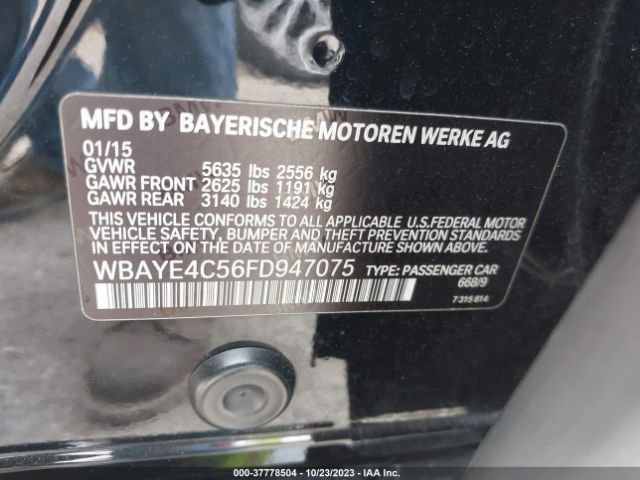 MFD BY BAYERISCHE MOTOREN WERKE AG
01/15
GVWR 5635 lbs 2556 kg
GAWR FRONT 2625 lbs 1191 kg
GAWR REAR 3140 lbs 1424 kg
THIS VEHICLE CONFORMS TO ALL APPLICABLE U.S.FEDERAL MOTOR
VEHICLE SAFETY, BUMPER AND THEFT PREVENTION STANDARDS
IN EFFECT ON THE DATE OF MANUFACTURE SHOWN ABOVE.
WBAYE4C56FD947075 TYPE: PASSENGER CAR
668/9
7315814
000-37778504 - 10/23/2023 - IAA Inc.